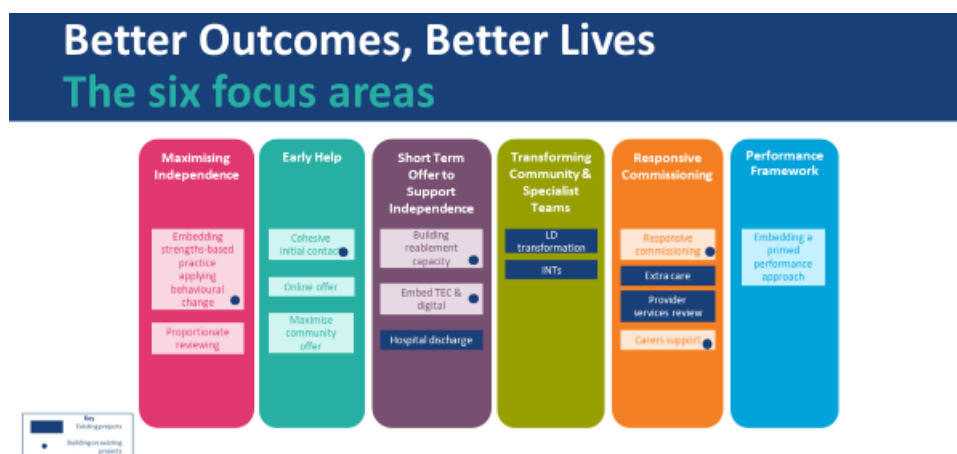 Better Outcomes, Better Lives
The six focus areas
Maximising
Independence
Embedding
strengths-based
practice
applying
behavioural
change
Proportionate
reviewing
Early Help
Cohesive
initial contact
Online offer
Maximise
community
offer
Short Term
Offer to
Support
Independence
Building
reablement
capacity
Embed TEC &
digital
Hospital discharge
Transforming
Community &
Specialist
Teams
LD
transformation
INTs
Responsive
Commissioning
Responsive
commissioning
Extra care
Provider
services review
Carers support
Performance
Framework
Embedding a
primed
performance
approach
Key
Existing projects
Building on existing
projects